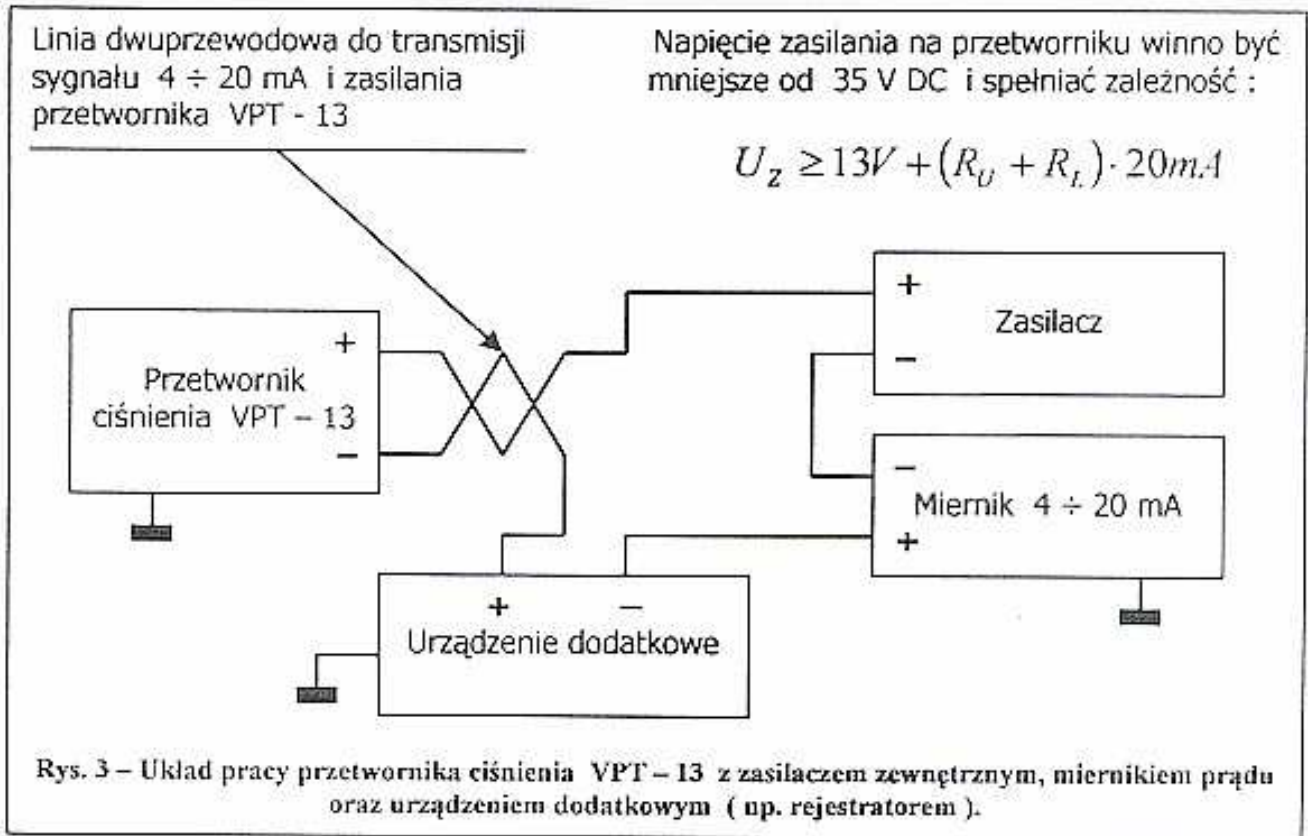 Linia dwuprzewodowa do transmisji
sygnału 4 ÷ 20 mA i zasilania
przetwornika VPT - 13
Napięcie zasilania na przetworniku winno być
mniejsze od 35 V DC i spełniać zależność :
U_Z ≥ 13V + (R_U + R_L) · 20mA
+
Przetwornik
ciśnienia VPT – 13
–
+
Zasilacz
–
–
Miernik 4 ÷ 20 mA
+
+ –
Urządzenie dodatkowe
Rys. 3 – Układ pracy przetwornika ciśnienia VPT – 13 z zasilaczem zewnętrznym, miernikiem prądu
oraz urządzeniem dodatkowym ( np. rejestratorem ).